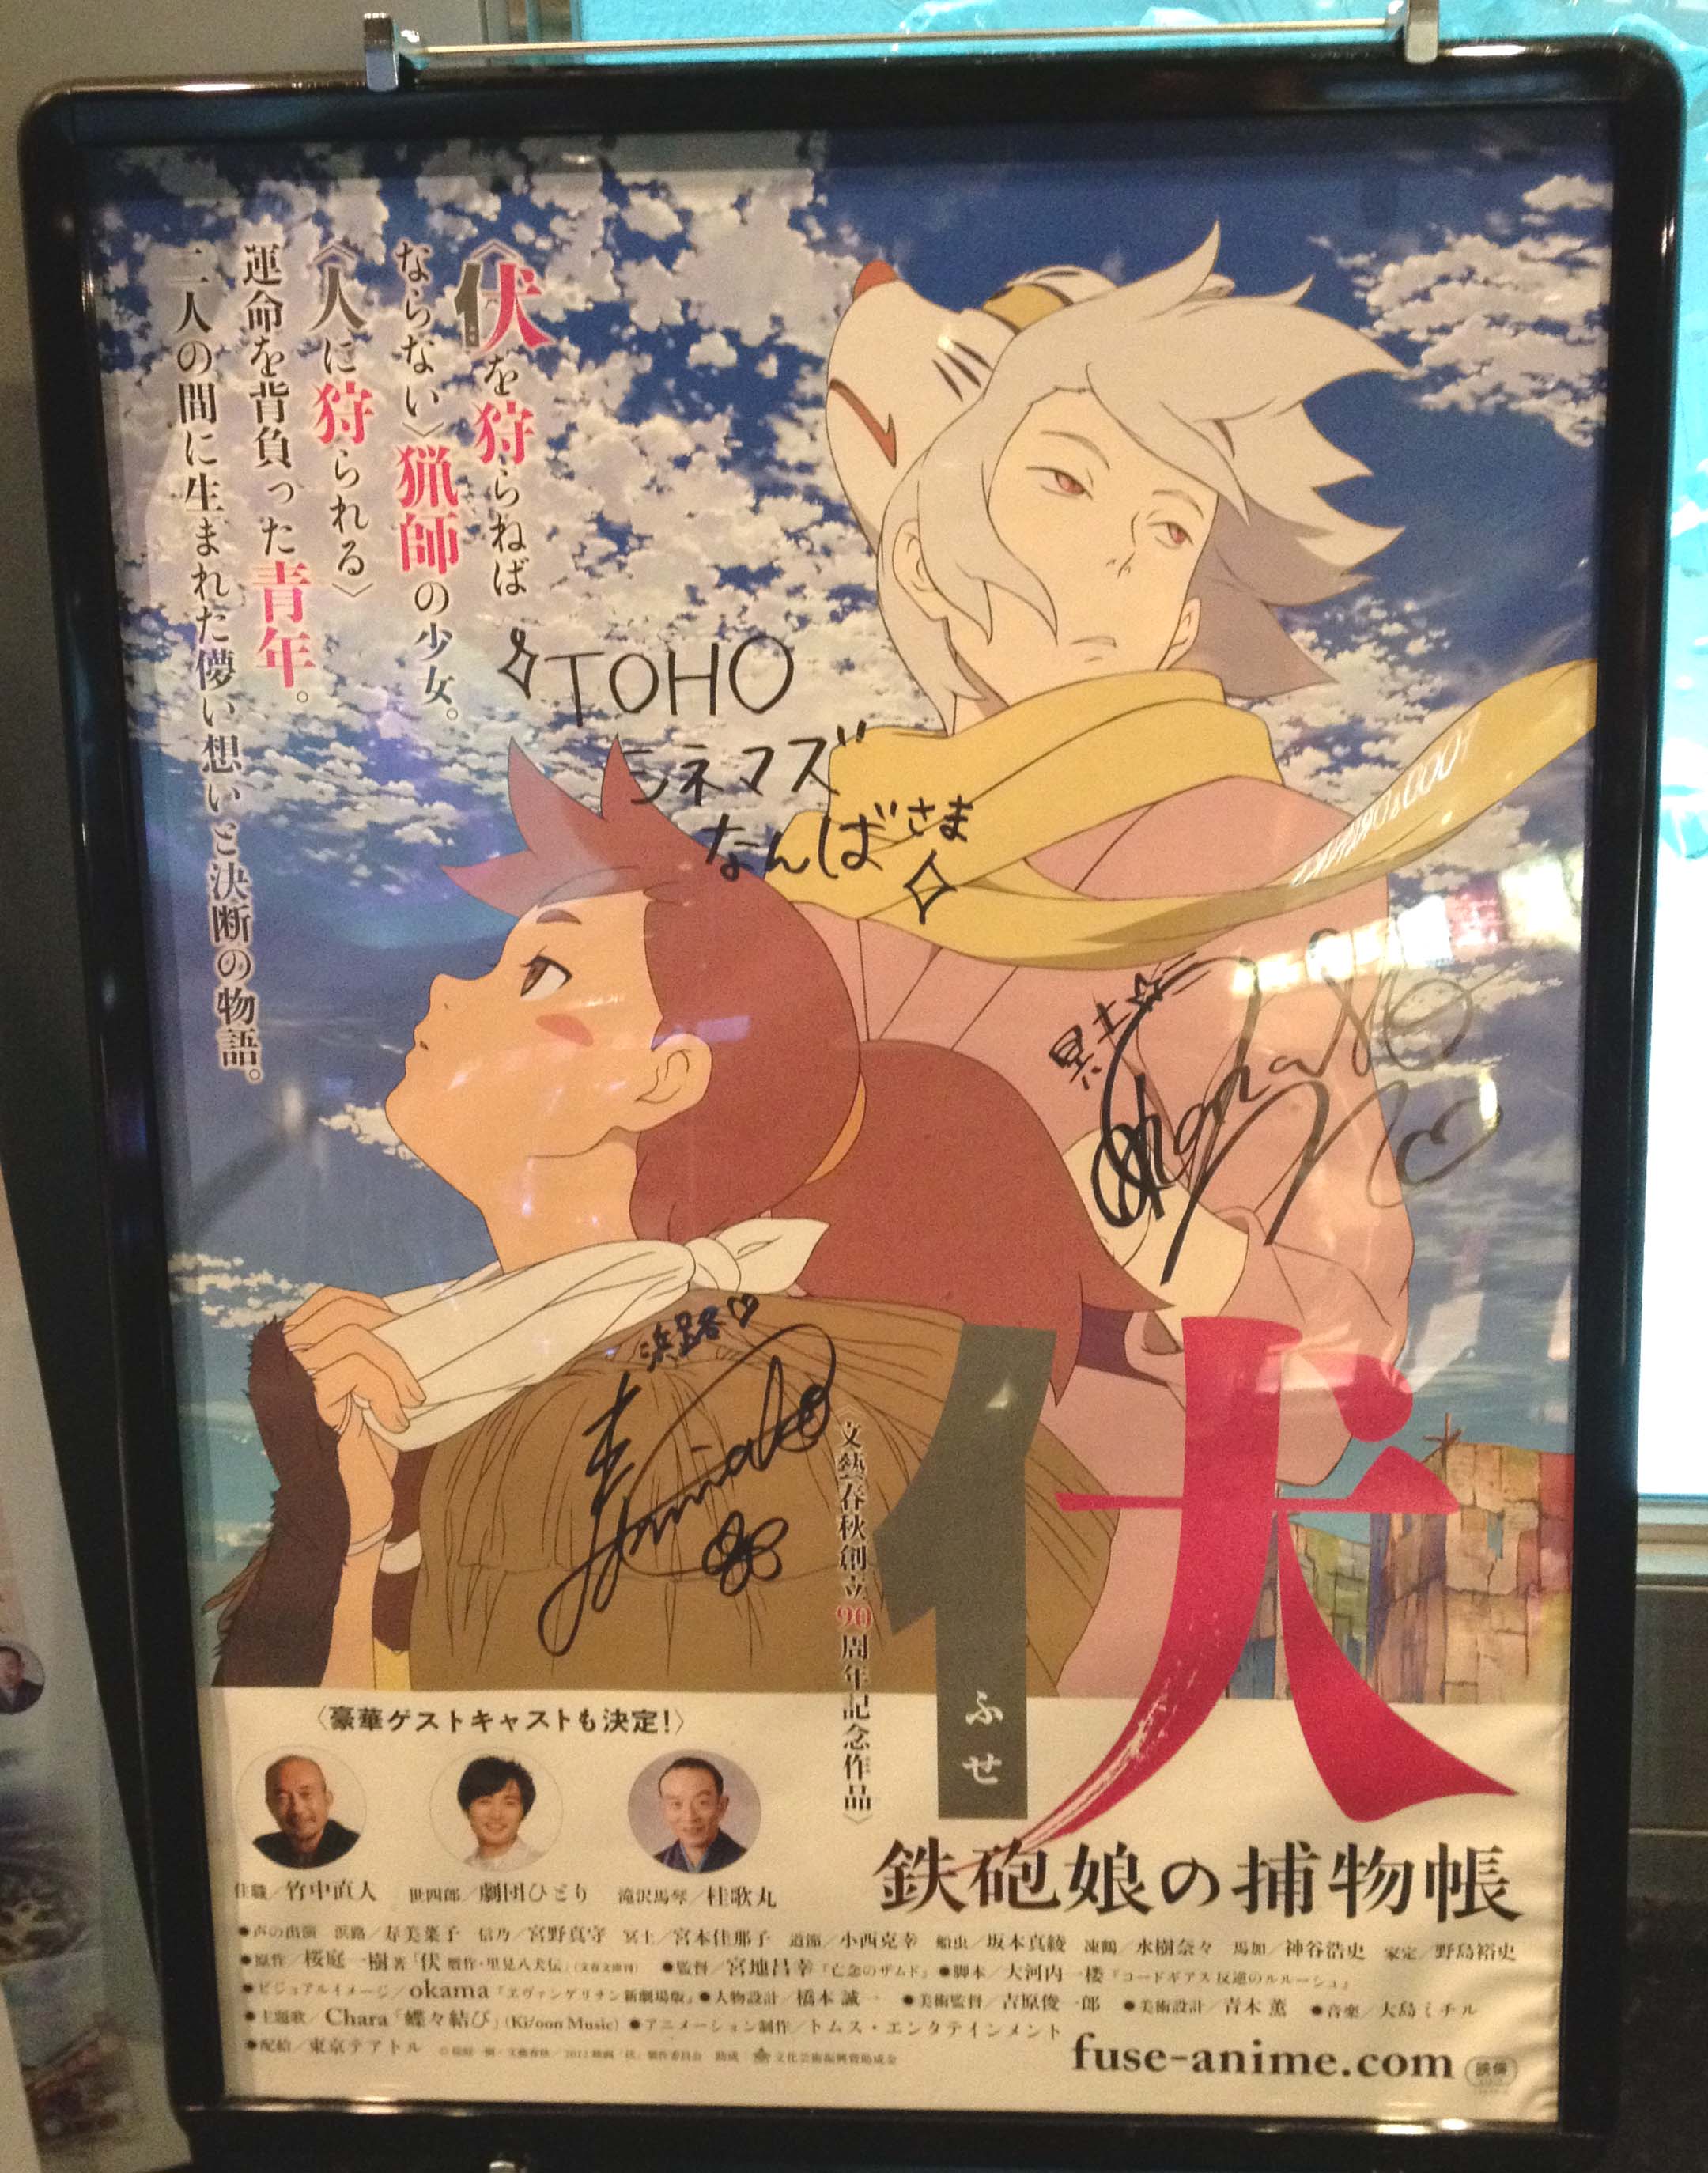 《伏を狩らねば
ならない》猟師の少女。
《人に狩られる》
運命を背負った青年。
二人の間に生まれた儚い想いと決断の物語。
TOHO
シネマズ
なんばさま
冥土☆
浜路♡
〈文藝春秋創立90周年記念作品〉
伏
ふせ
鉄砲娘の捕物帳
〈豪華ゲストキャストも決定!〉
住職/竹中直人 世四郎/劇団ひとり 滝沢馬琴/桂歌丸
●声の出演 浜路/寿美菜子 信乃/宮野真守 冥土/宮本佳那子 道節/小西克幸 船虫/坂本真綾 凍鶴/水樹奈々 馬加/神谷浩史 家定/野島裕史
●原作/桜庭一樹著「伏 贋作・里見八犬伝」(文藝春秋刊) ●監督/宮地昌幸『亡念のザムド』 ●脚本/大河内一楼『コードギアス 反逆のルルーシュ』
●ビジュアルイメージ/okama『ヱヴァンゲリヲン新劇場版』 ●人物設計/橋本誠一 ●美術監督/吉原俊一郎 ●美術設計/青木薫 ●音楽/大島ミチル
●主題歌/Chara「蝶々結び」(Ki/oon Music) ●アニメーション制作/トムス・エンタテインメント
●配給/東京テアトル 文化芸術振興費助成金
fuse-anime.com